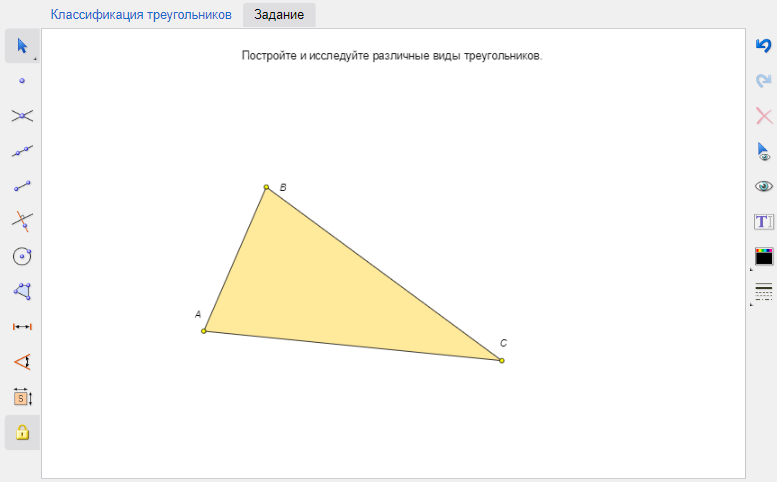 Классификация треугольников Задание
Постройте и исследуйте различные виды треугольников.
B
A
C
T
S